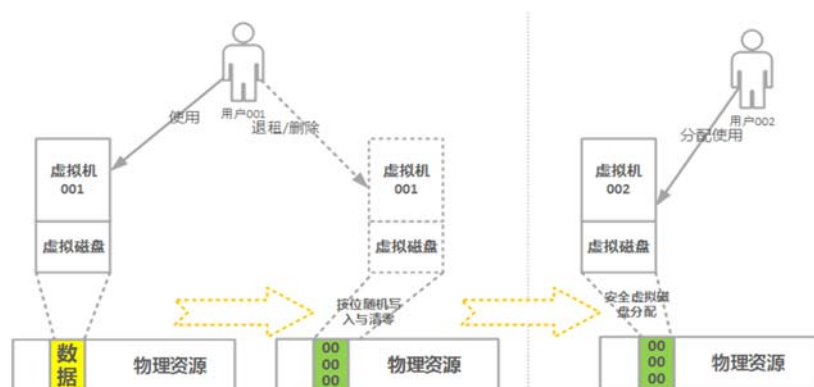 用户001
用户002
使用
退租/删除
分配使用
虚拟机
001
虚拟磁盘
虚拟机
001
虚拟磁盘
虚拟机
002
虚拟磁盘
按位随机写
入与清零
安全虚拟磁
盘分配
数
据
物理资源
00
00
00
物理资源
00
00
00
物理资源